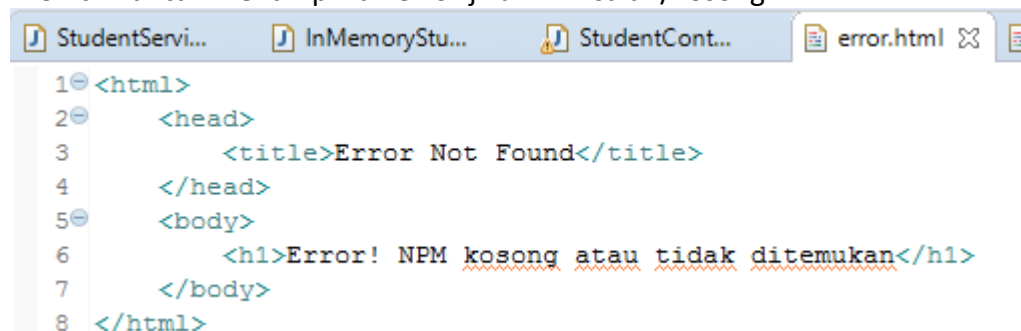 StudentServi... InMemoryStu... StudentCont... error.html
1 <html>
2 <head>
3 <title>Error Not Found</title>
4 </head>
5 <body>
6 <h1>Error! NPM kosong atau tidak ditemukan</h1>
7 </body>
8 </html>